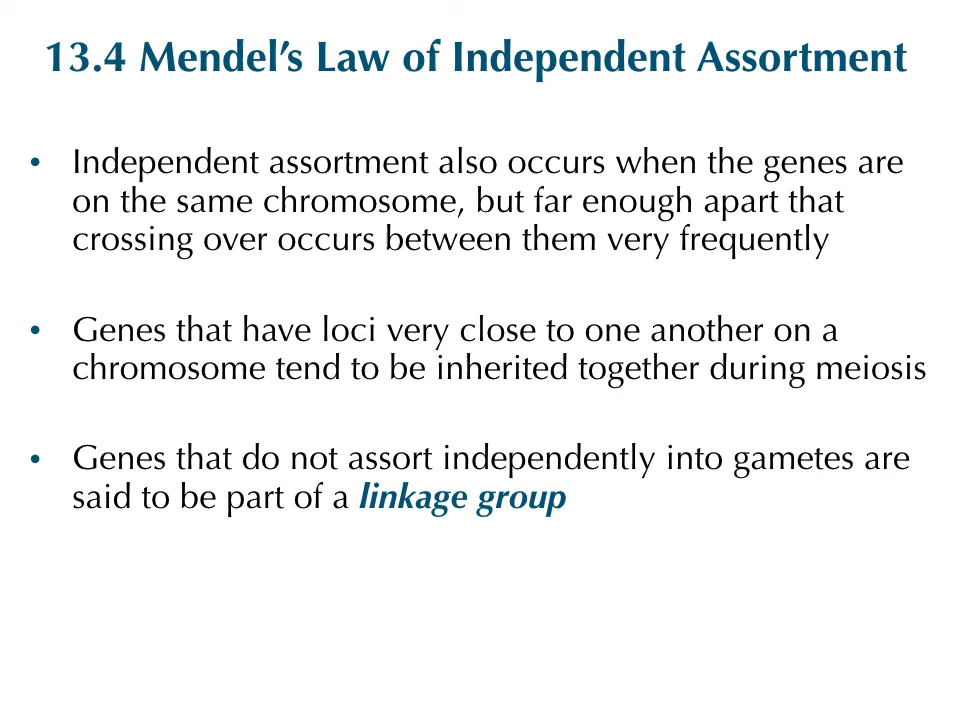 13.4 Mendel’s Law of Independent Assortment
• Independent assortment also occurs when the genes are
on the same chromosome, but far enough apart that
crossing over occurs between them very frequently
• Genes that have loci very close to one another on a
chromosome tend to be inherited together during meiosis
• Genes that do not assort independently into gametes are
said to be part of a linkage group